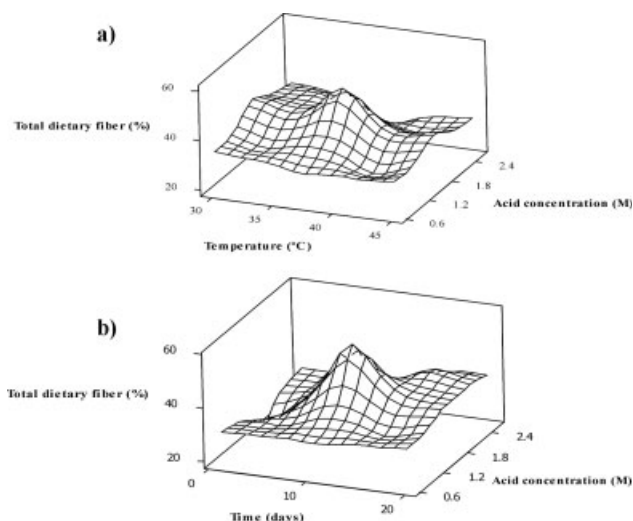 a)
60
Total dietary fiber (%)
40
20
30
35
40
45
Temperature (ºC)
0.6
1.2
1.8
2.4
Acid concentration (M)
b)
60
Total dietary fiber (%)
40
20
0
10
20
Time (days)
0.6
1.2
1.8
2.4
Acid concentration (M)